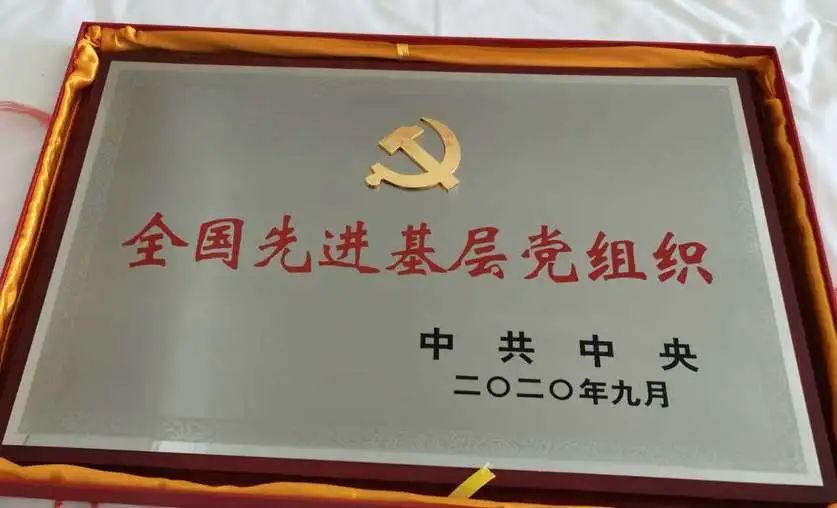 全国先进基层党组织
中共中央
二〇二〇年九月